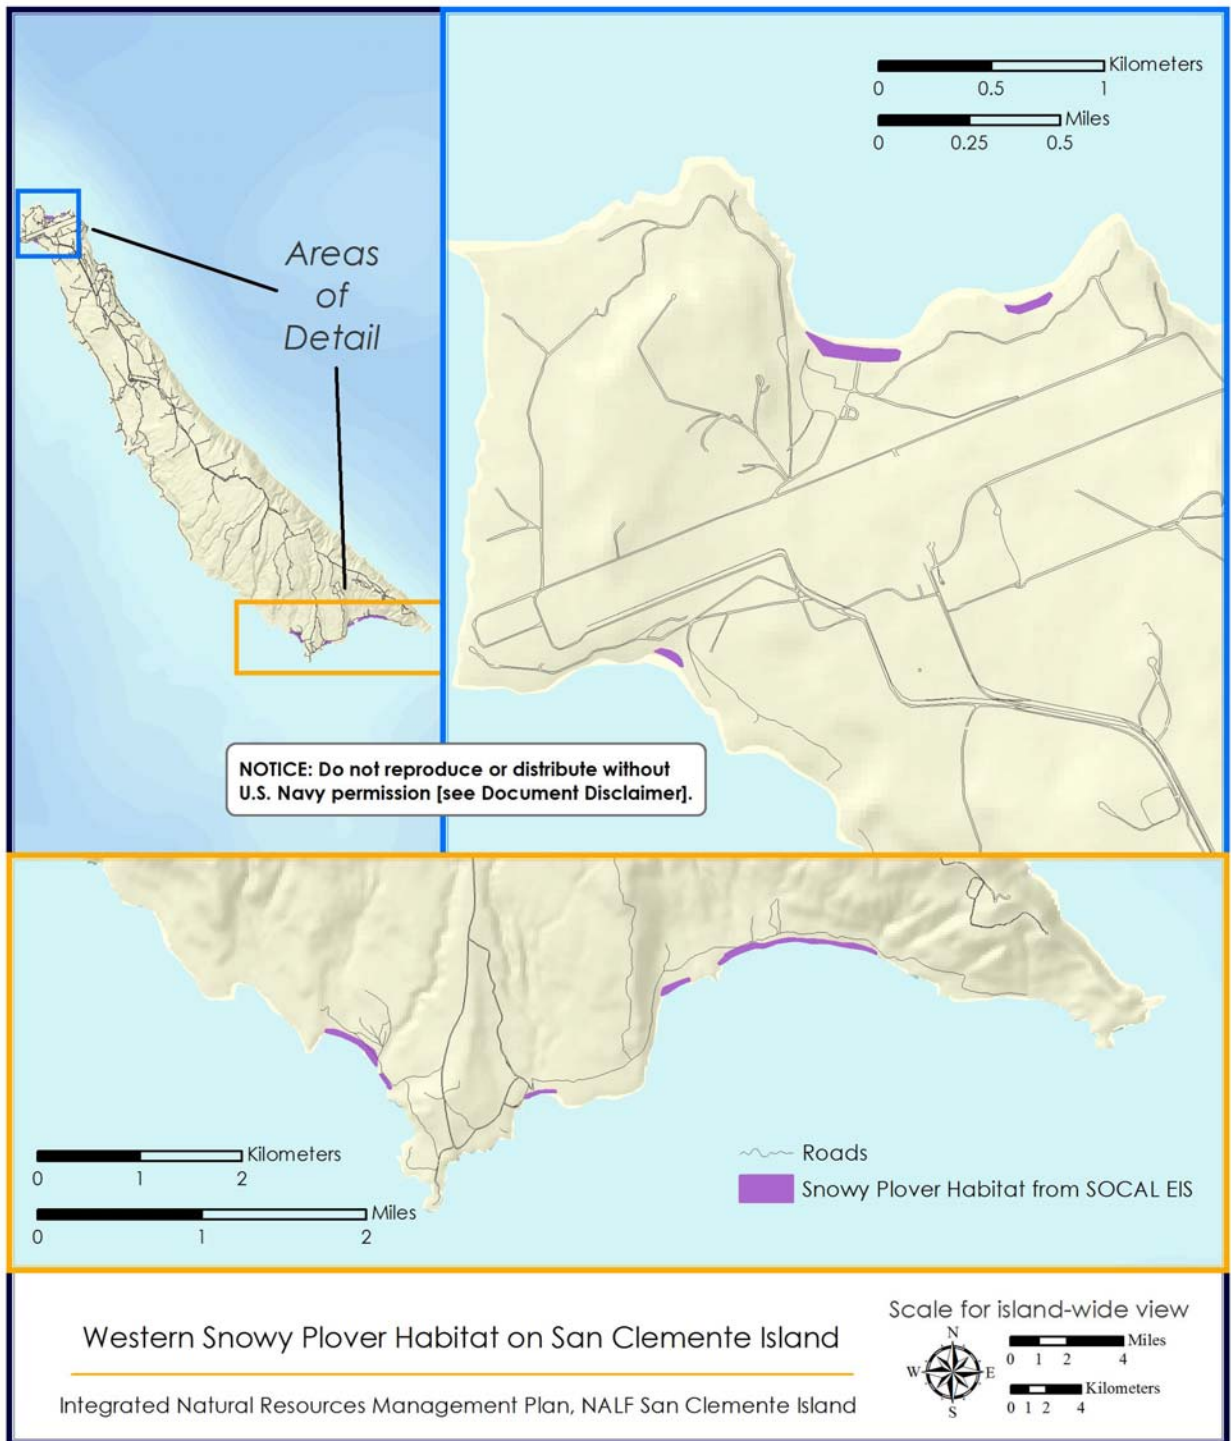 Kilometers
0 0.5 1
Miles
0 0.25 0.5
Areas
of
Detail
NOTICE: Do not reproduce or distribute without
U.S. Navy permission [see Document Disclaimer].
Kilometers
0 1 2
Miles
0 1 2
Roads
Snowy Plover Habitat from SOCAL EIS
Western Snowy Plover Habitat on San Clemente Island
Integrated Natural Resources Management Plan, NALF San Clemente Island
Scale for island-wide view
N
W E
S
Miles
0 1 2 4
Kilometers
0 1 2 4